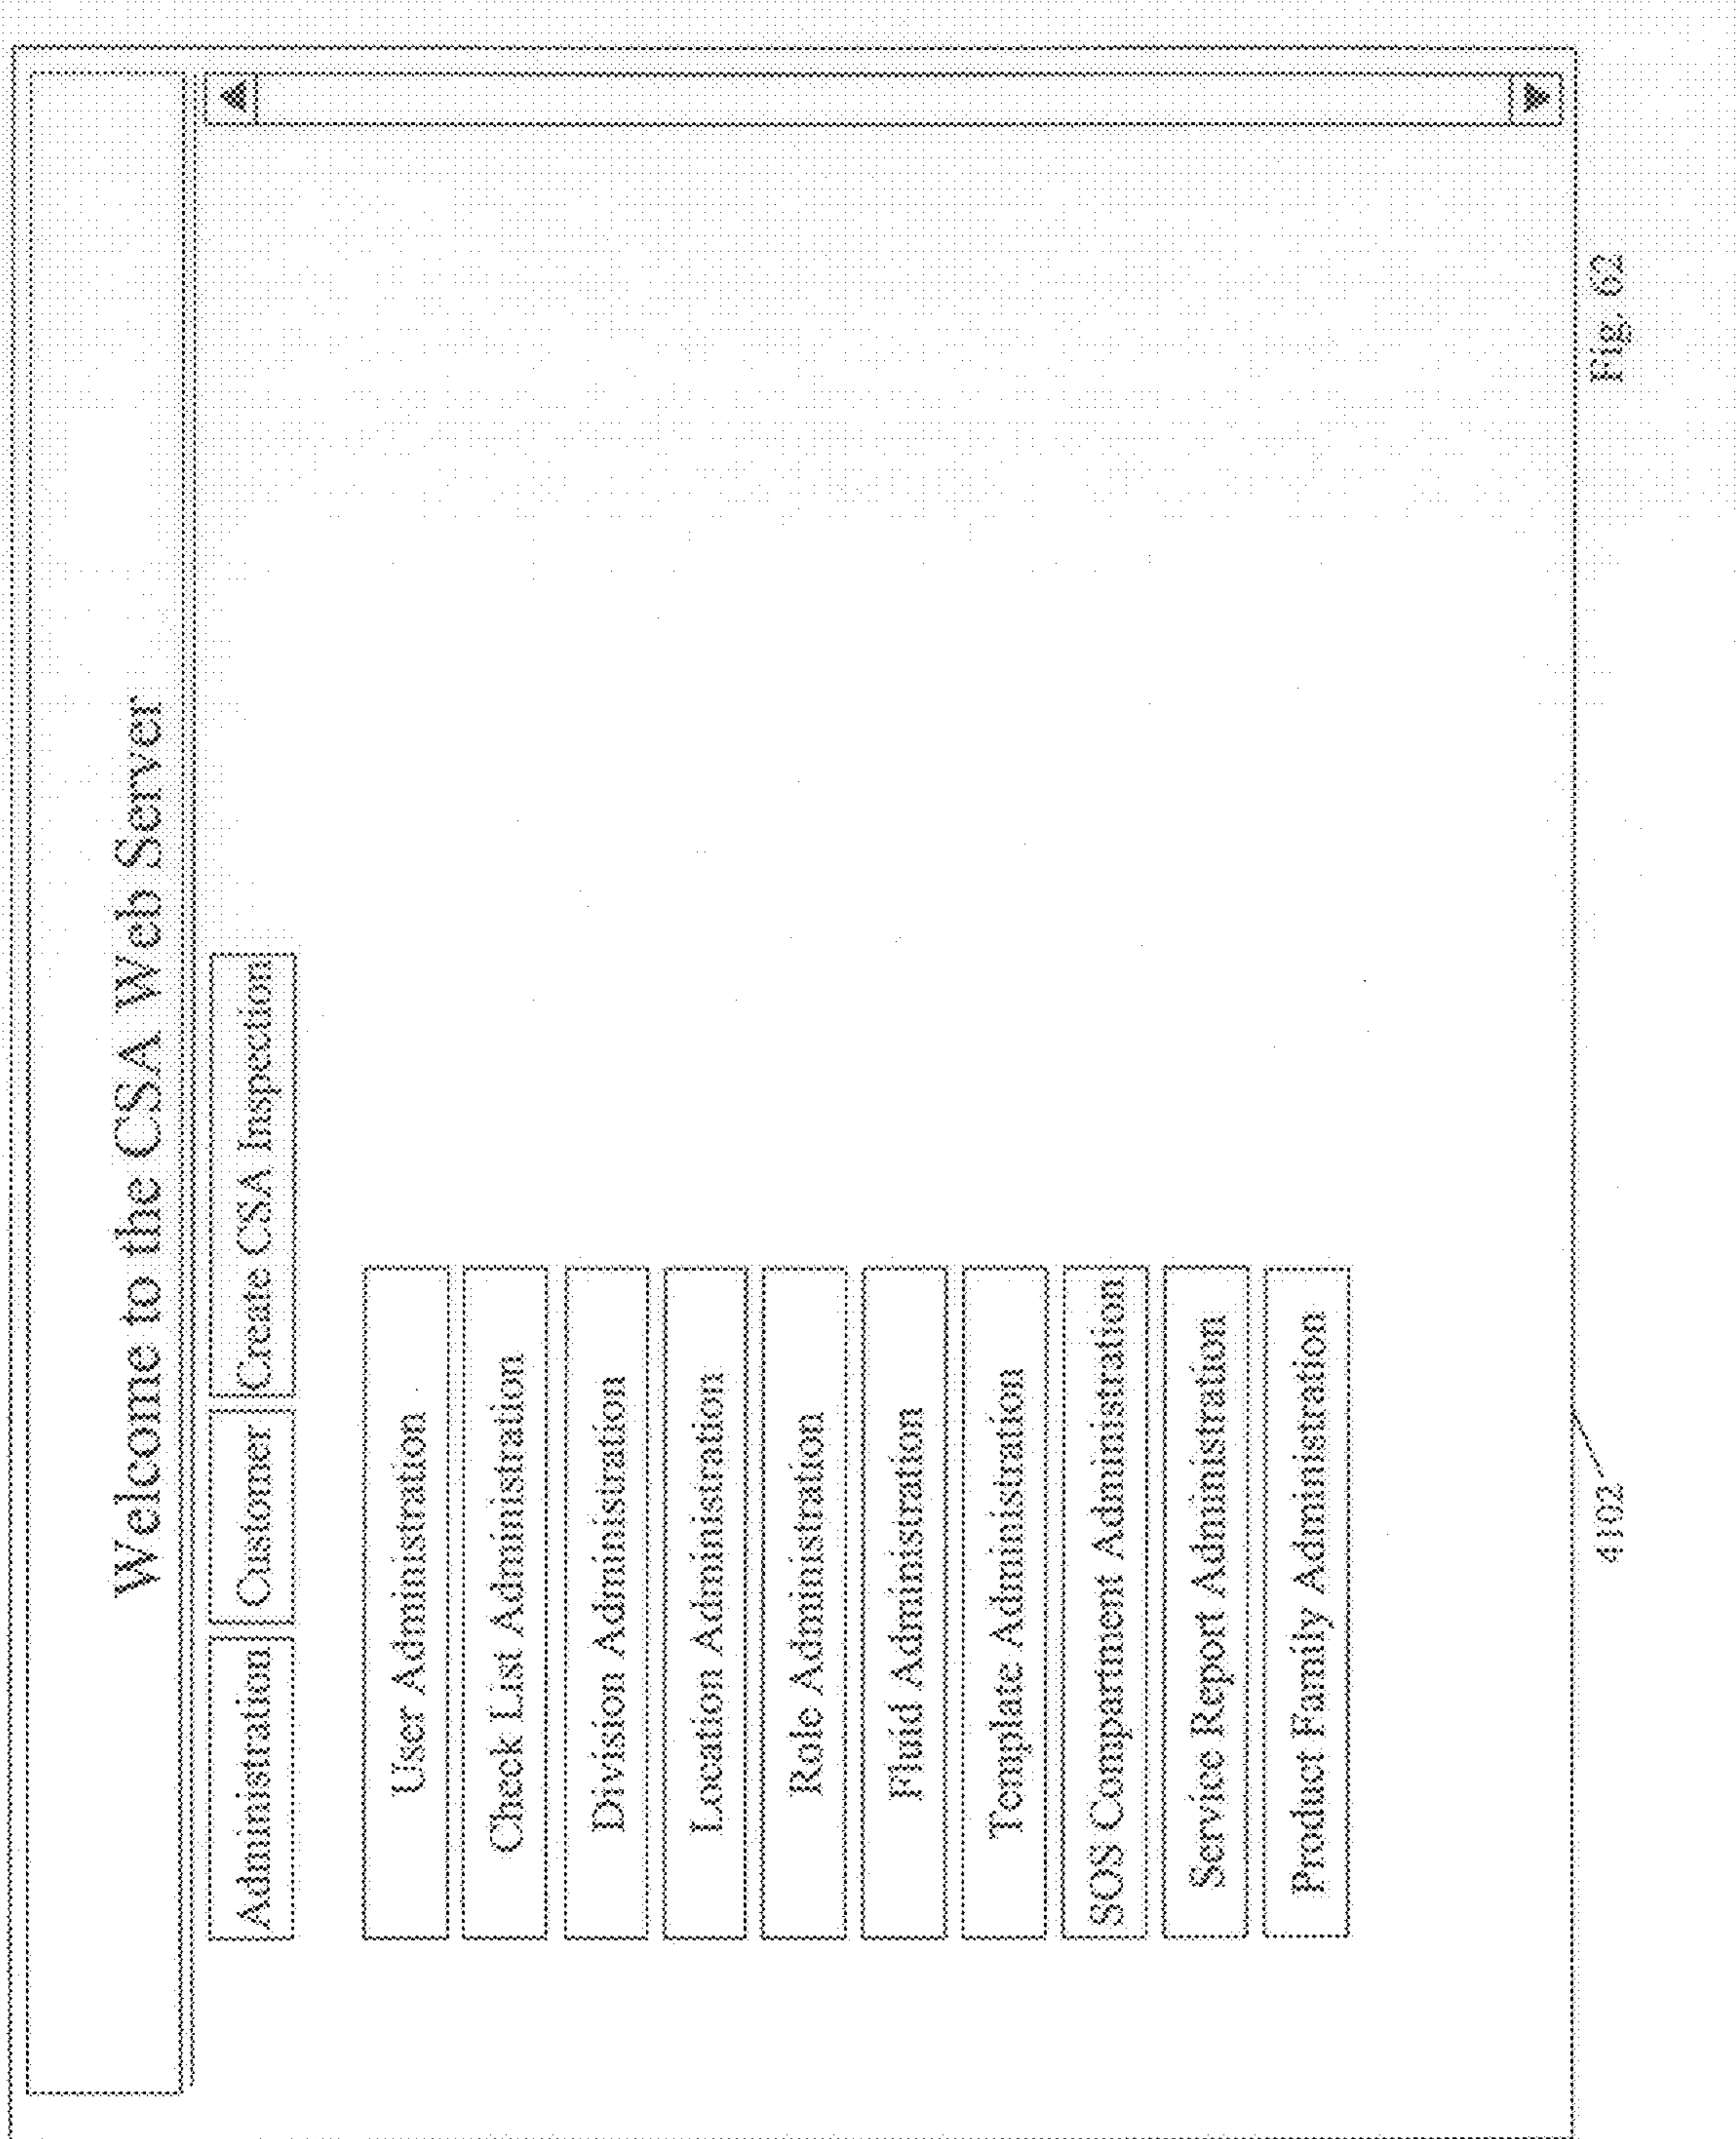 Welcome to the CSA Web Server
Administration Customer Create CSA Inspection
User Administration
Check List Administration
Division Administration
Location Administration
Role Administration
Fluid Administration
Template Administration
SOS Compartment Administration
Service Report Administration
Product Family Administration
4102
Fig. 62